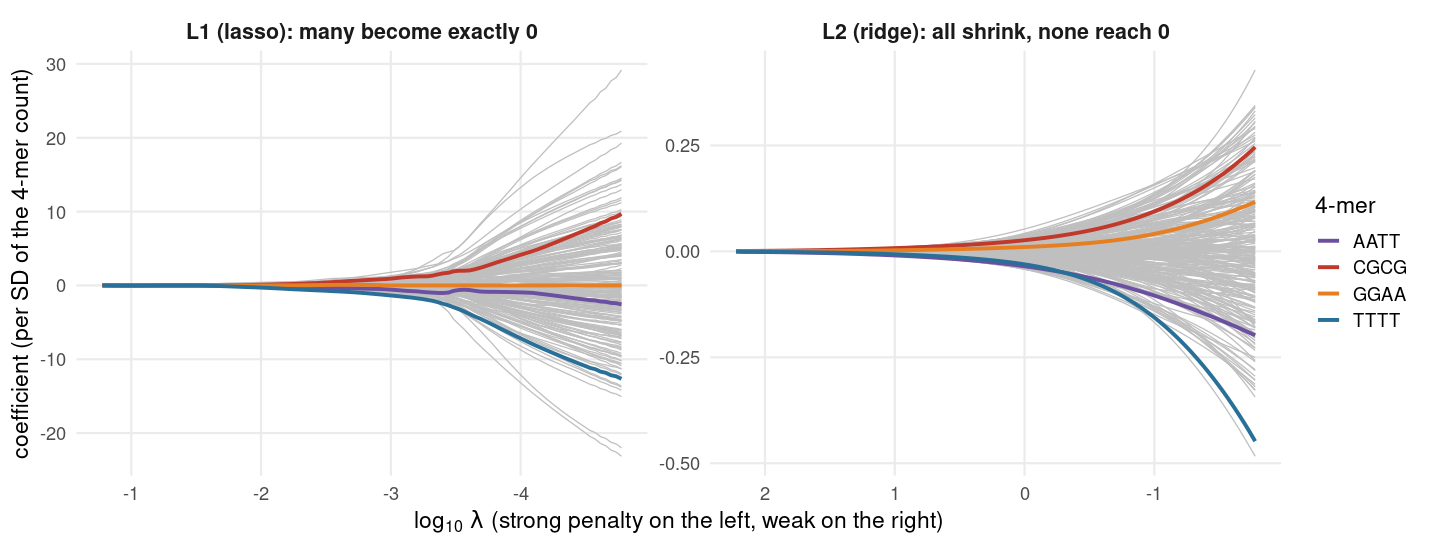 L1 (lasso): many become exactly 0
L2 (ridge): all shrink, none reach 0
coefficient (per SD of the 4-mer count)
30
20
10
0
-10
-20
-1
-2
-3
-4
0.25
0.00
-0.25
-0.50
2
1
0
-1
log₁₀ λ (strong penalty on the left, weak on the right)
4-mer
AATT
CGCG
GGAA
TTTT